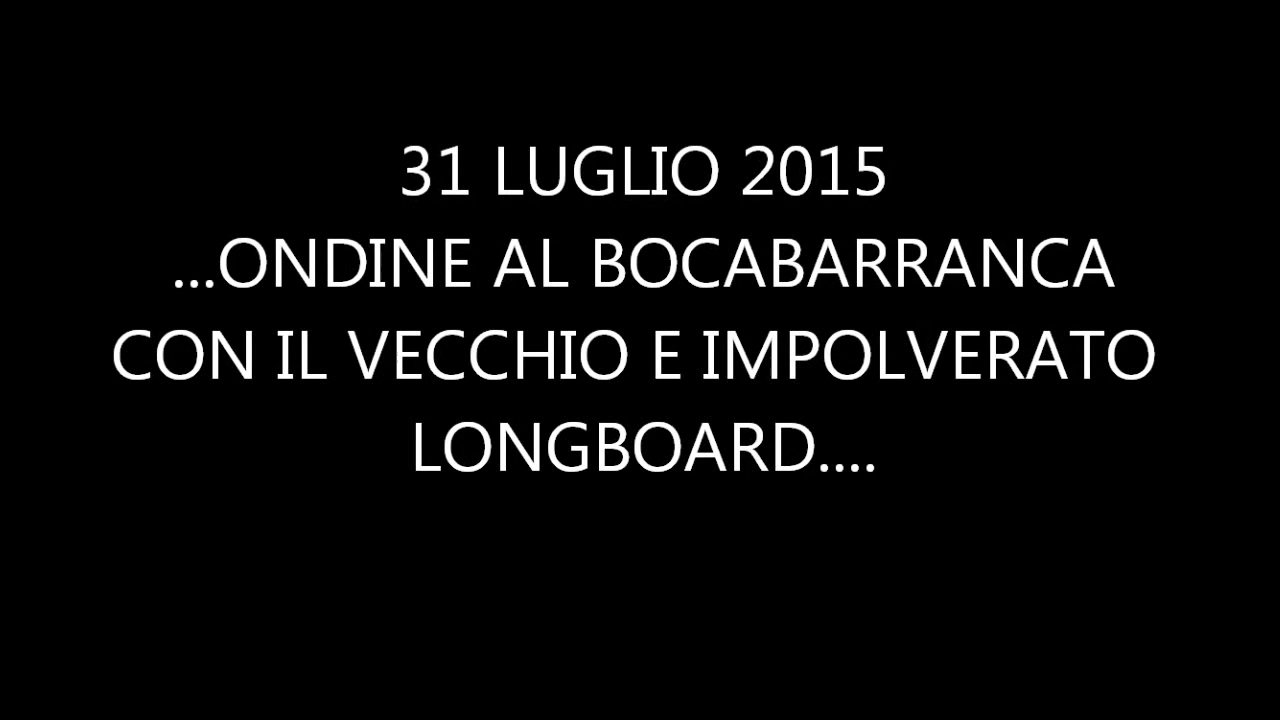 31 LUGLIO 2015
...ONDINE AL BOCABARRANCA
CON IL VECCHIO E IMPOLVERATO
LONGBOARD....